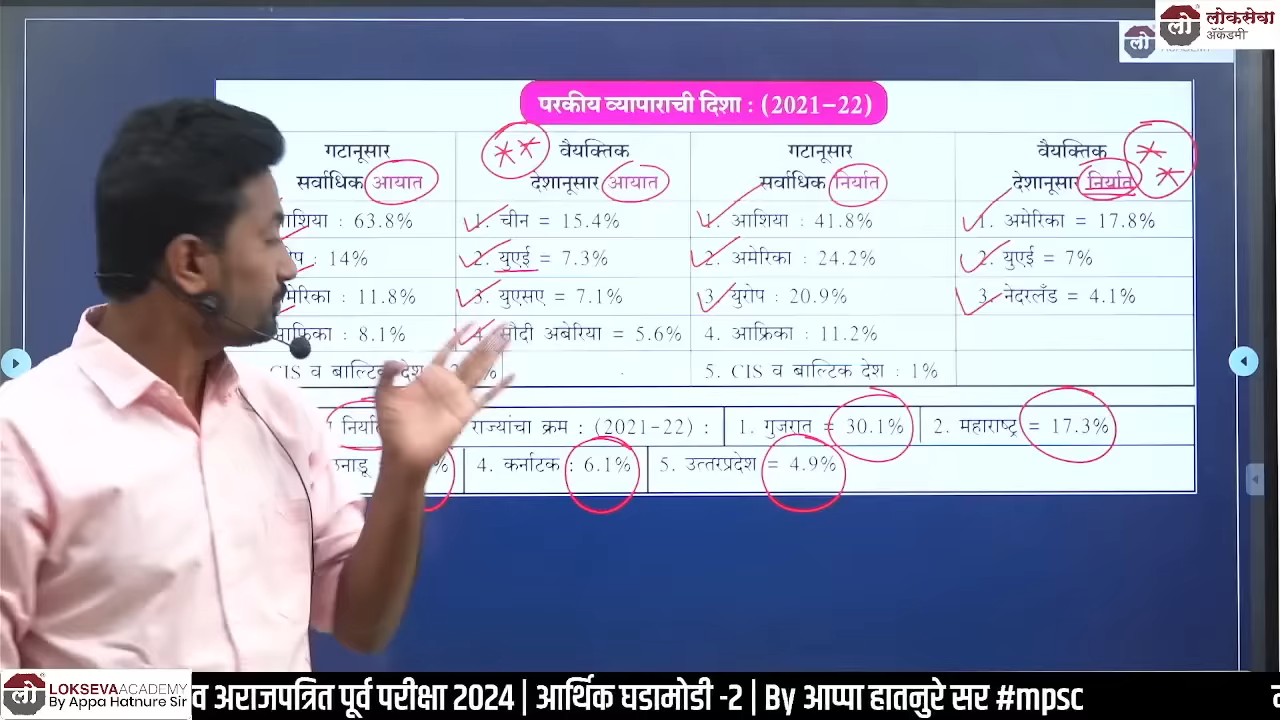 लो
लोकसेवा
ॲकॅडमी
लो
परकीय व्यापाराची दिशा : (2021–22)
गटानूसार
सर्वाधिक आयात
वैयक्तिक
देशानूसार आयात
गटानूसार
सर्वाधिक निर्यात
वैयक्तिक
देशानूसार निर्यात
: 63.8%
1. चीन = 15.4%
1. आशिया : 41.8%
1. अमेरिका = 17.8%
: 14%
2. युएई = 7.3%
2. अमेरिका : 24.2%
2. युएई = 7%
: 11.8%
3. युएसए = 7.1%
3. युरोप : 20.9%
3. नेदरलँड = 4.1%
: 8.1%
4. सौदी अबेरिया = 5.6%
4. आफ्रिका : 11.2%
CIS व बाल्टिक देश
5. CIS व बाल्टिक देश : 1%
राज्यांचा क्रम : (2021-22) :
1. गुजरात = 30.1%
2. महाराष्ट्र = 17.3%
4. कर्नाटक : 6.1%
5. उत्तरप्रदेश = 4.9%
लो
LOKSEVA ACADEMY
By Appa Hatnure Sir
व अराजपत्रित पूर्व परीक्षा 2024 | आर्थिक घडामोडी -2 | By आप्पा हातनुरे सर #mpsc